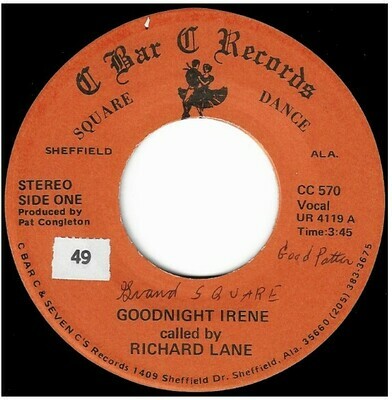 C Bar C Records
SQUARE DANCE
SHEFFIELD ALA.
STEREO
SIDE ONE
Produced by
Pat Congleton
CC 570
Vocal
UR 4119 A
Time: 3:45
49
Good Patter
Grand SQUARE
GOODNIGHT IRENE
called by
RICHARD LANE
C BAR C & SEVEN C'S Records 1409 Sheffield Dr. Sheffield, Ala. 35660 (205) 383-3675